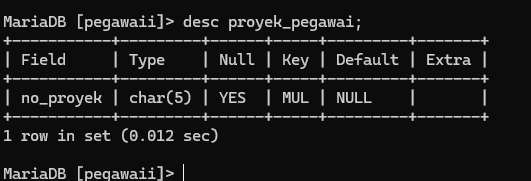 MariaDB [pegawaii]> desc proyek_pegawai;
+-----------+---------+------+-----+---------+-------+
| Field     | Type    | Null | Key | Default | Extra |
+-----------+---------+------+-----+---------+-------+
| no_proyek | char(5) | YES  | MUL | NULL    |       |
+-----------+---------+------+-----+---------+-------+
1 row in set (0.012 sec)
MariaDB [pegawaii]>